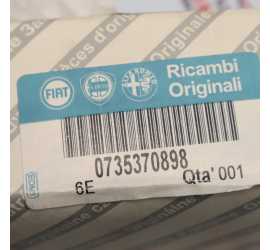 FIAT
Ricambi
Originali
0735370898
6E
Qta' 001